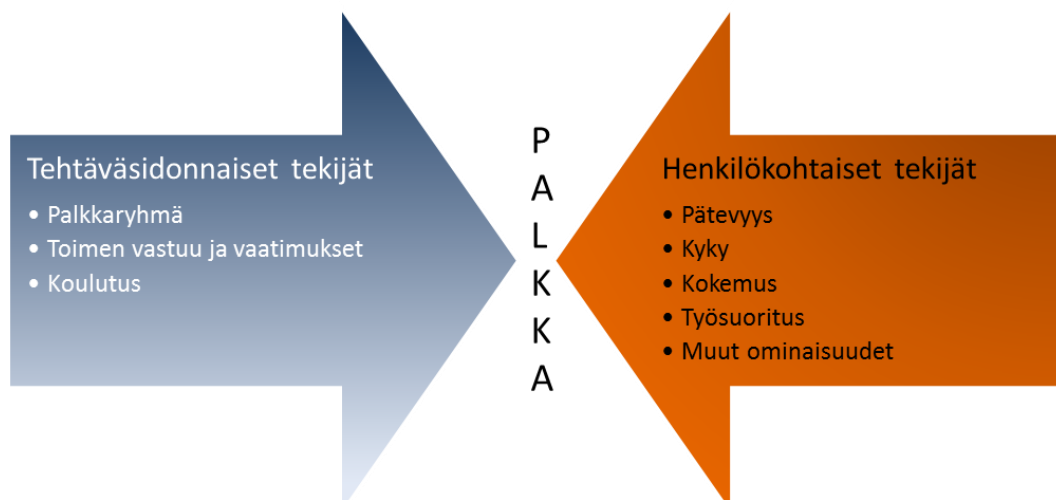 Tehtäväsidonnaiset tekijät
• Palkkaryhmä
• Toimen vastuu ja vaatimukset
• Koulutus
P
A
L
K
K
A
Henkilökohtaiset tekijät
• Pätevyys
• Kyky
• Kokemus
• Työsuoritus
• Muut ominaisuudet